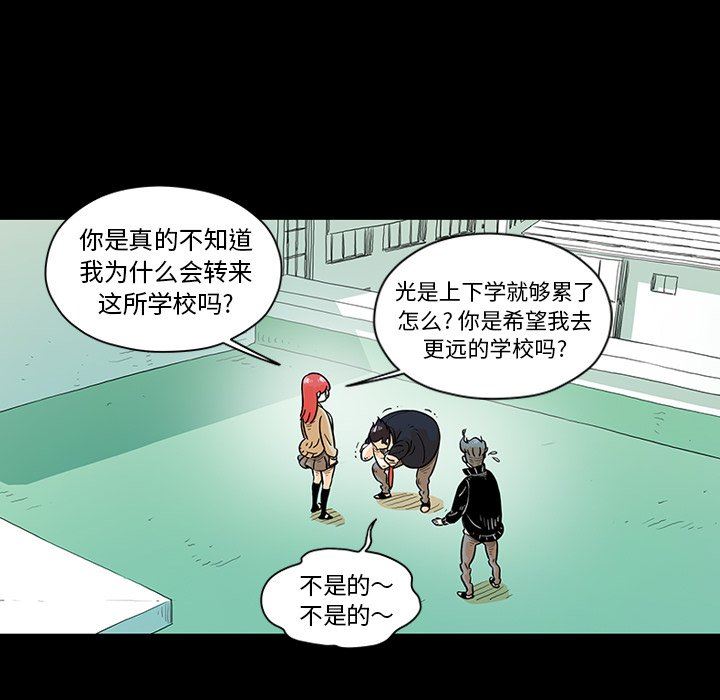 你是真的不知道
我为什么会转来
这所学校吗?
光是上下学就够累了
怎么?你是希望我去
更远的学校吗?
不是的～
不是的～